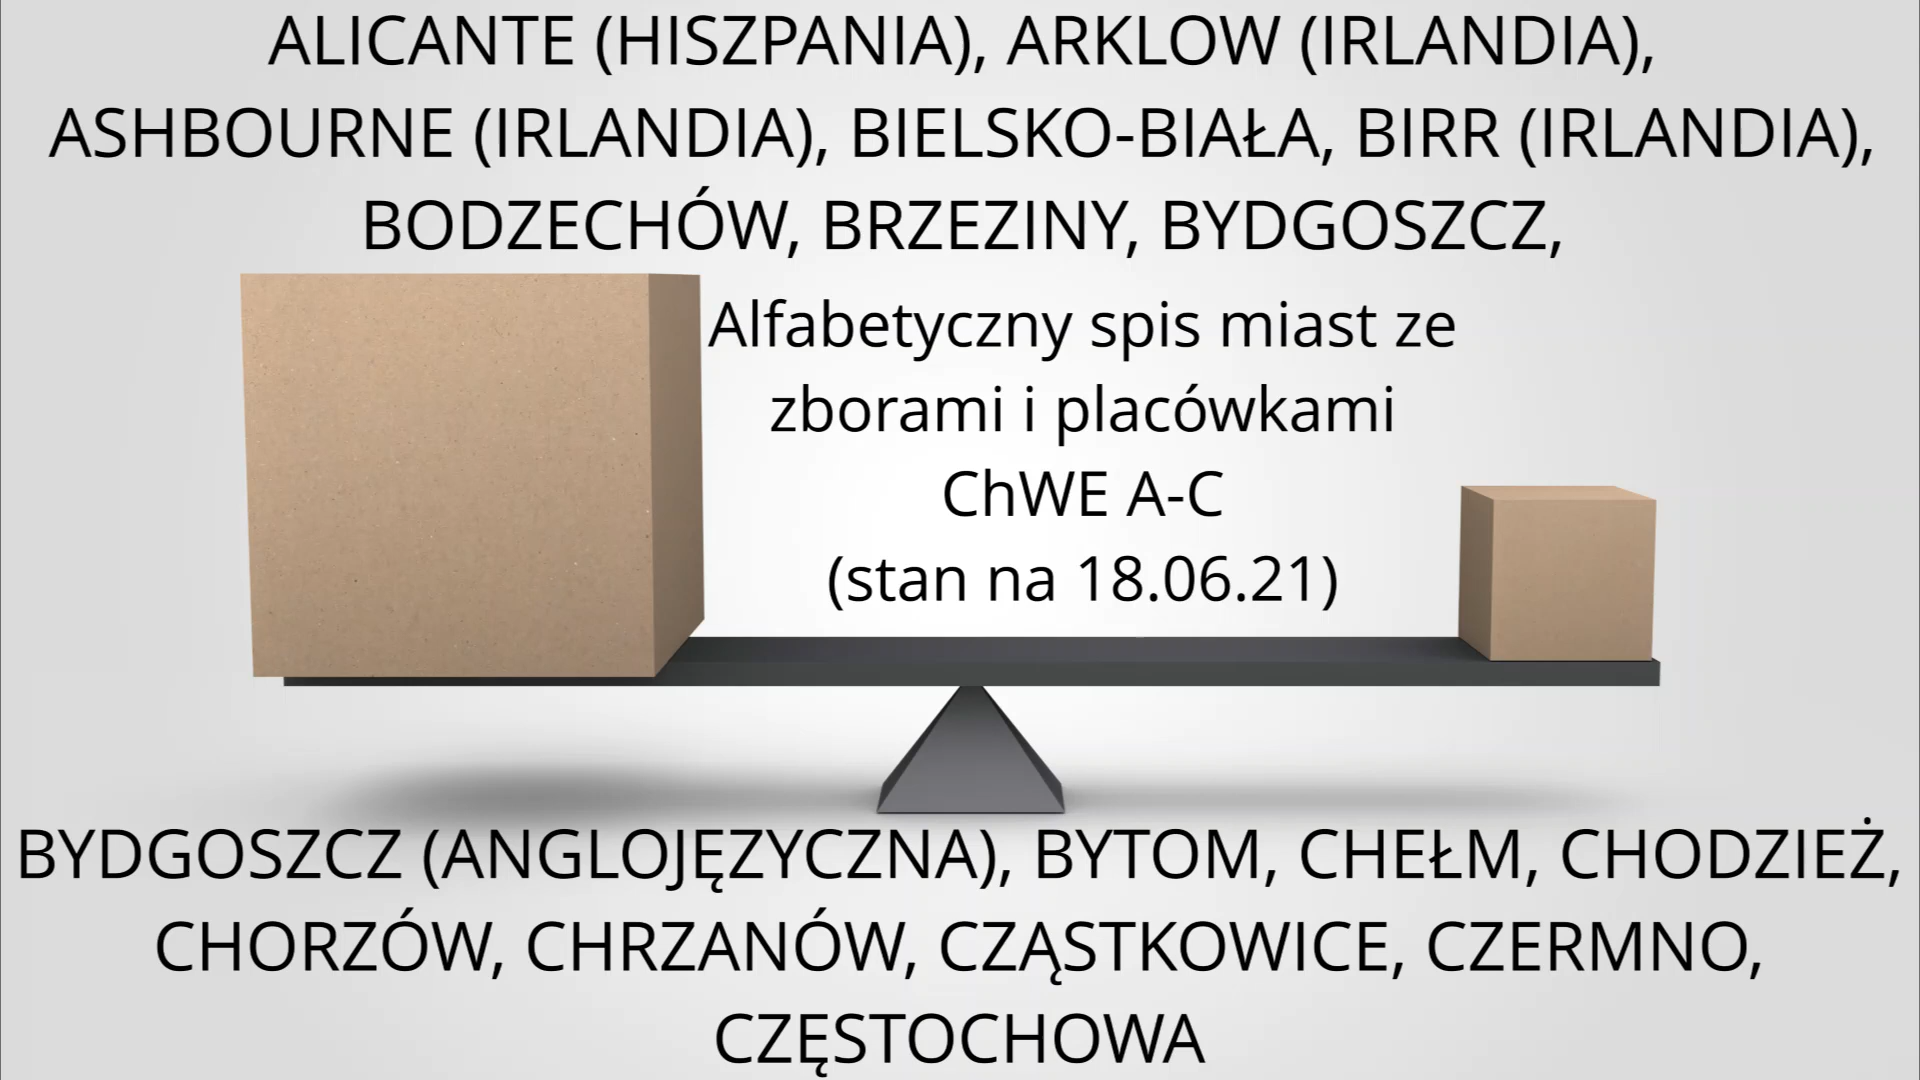 ALICANTE (HISZPANIA), ARKLOW (IRLANDIA),
ASHBOURNE (IRLANDIA), BIELSKO-BIAŁA, BIRR (IRLANDIA),
BODZECHÓW, BRZEZINY, BYDGOSZCZ,
Alfabetyczny spis miast ze
zborami i placówkami
ChWE A-C
(stan na 18.06.21)
BYDGOSZCZ (ANGLOJĘZYCZNA), BYTOM, CHEŁM, CHODZIEŻ,
CHORZÓW, CHRZANÓW, CZĄSTKOWICE, CZERMNO,
CZĘSTOCHOWA